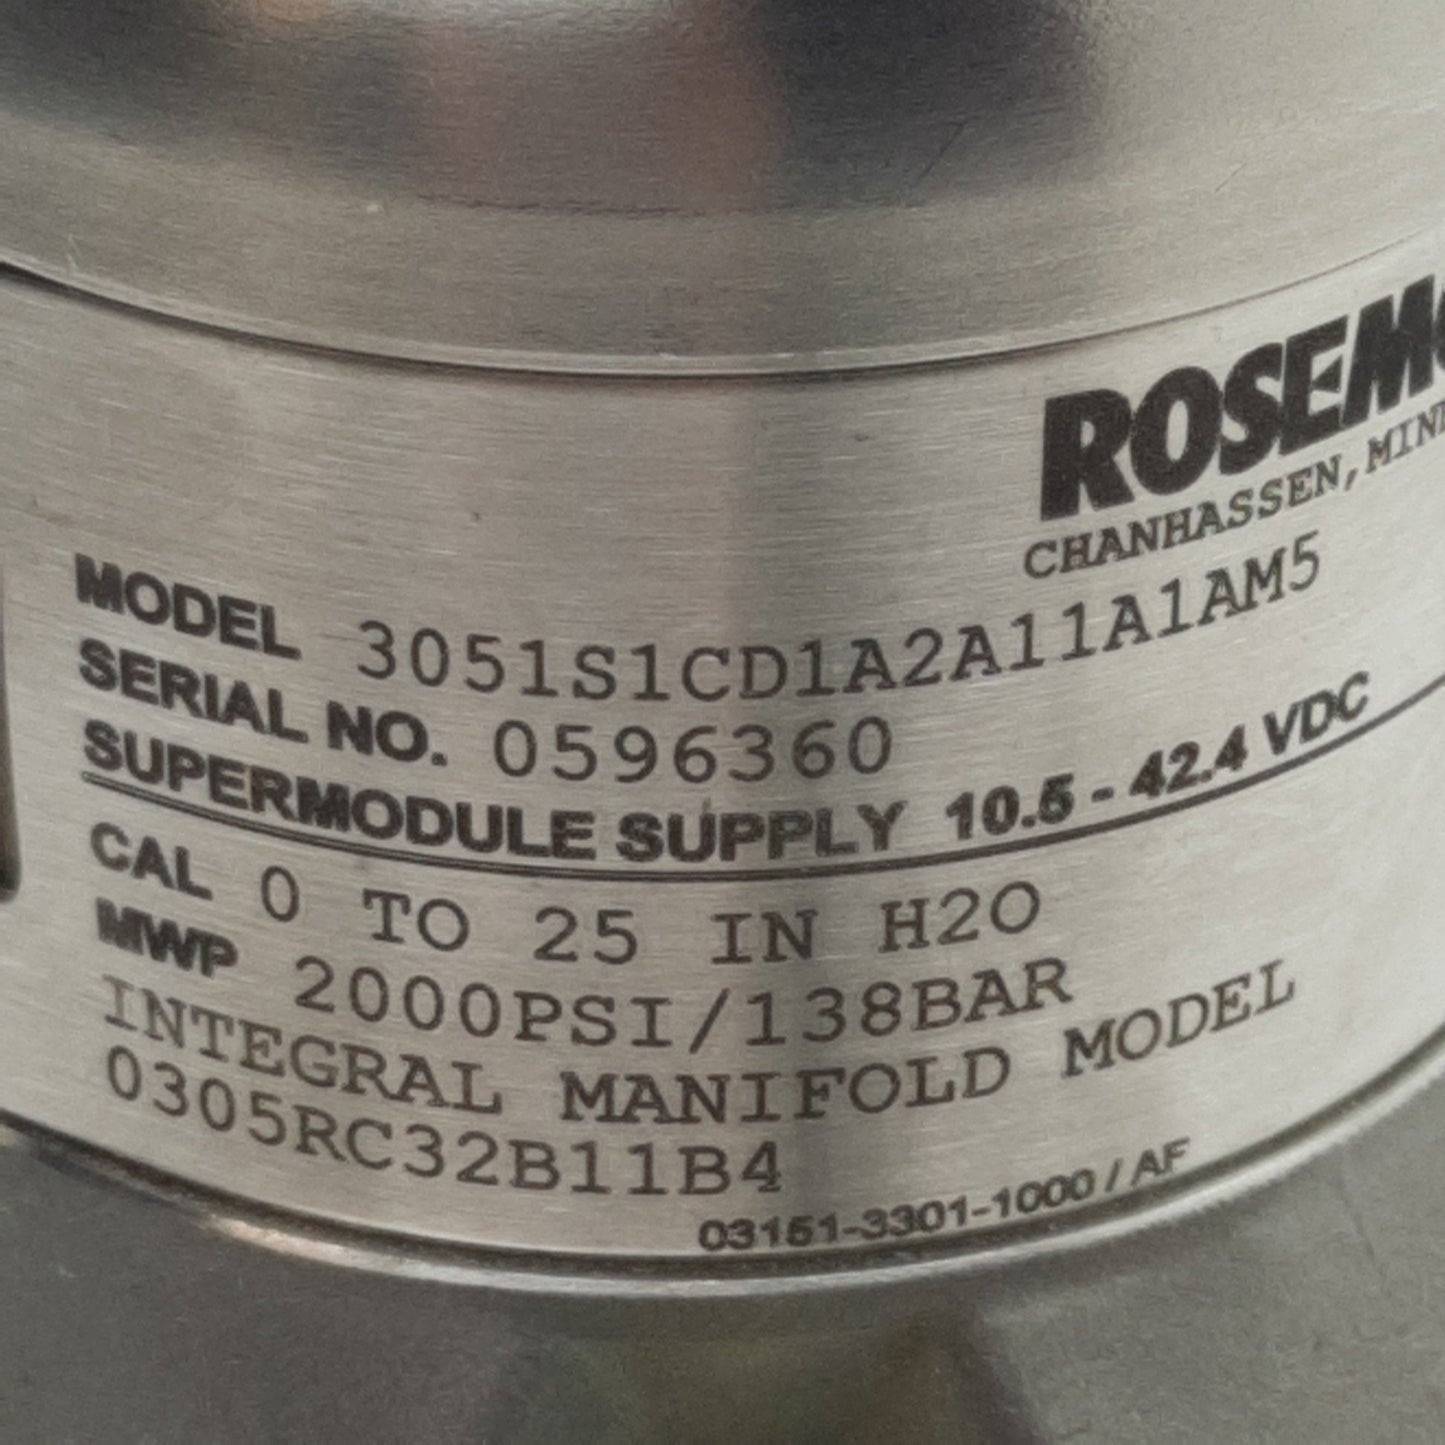 ROSEM
CHANHASSEN, MIN
MODEL 3051S1CD1A2A11A1AM5
SERIAL NO. 0596360
SUPERMODULE SUPPLY 10.5 - 42.4 VDC
CAL 0 TO 25 IN H2O
MWP 2000PSI/138BAR
INTEGRAL MANIFOLD MODEL
0305RC32B11B4
03151-3301-1000 / AF